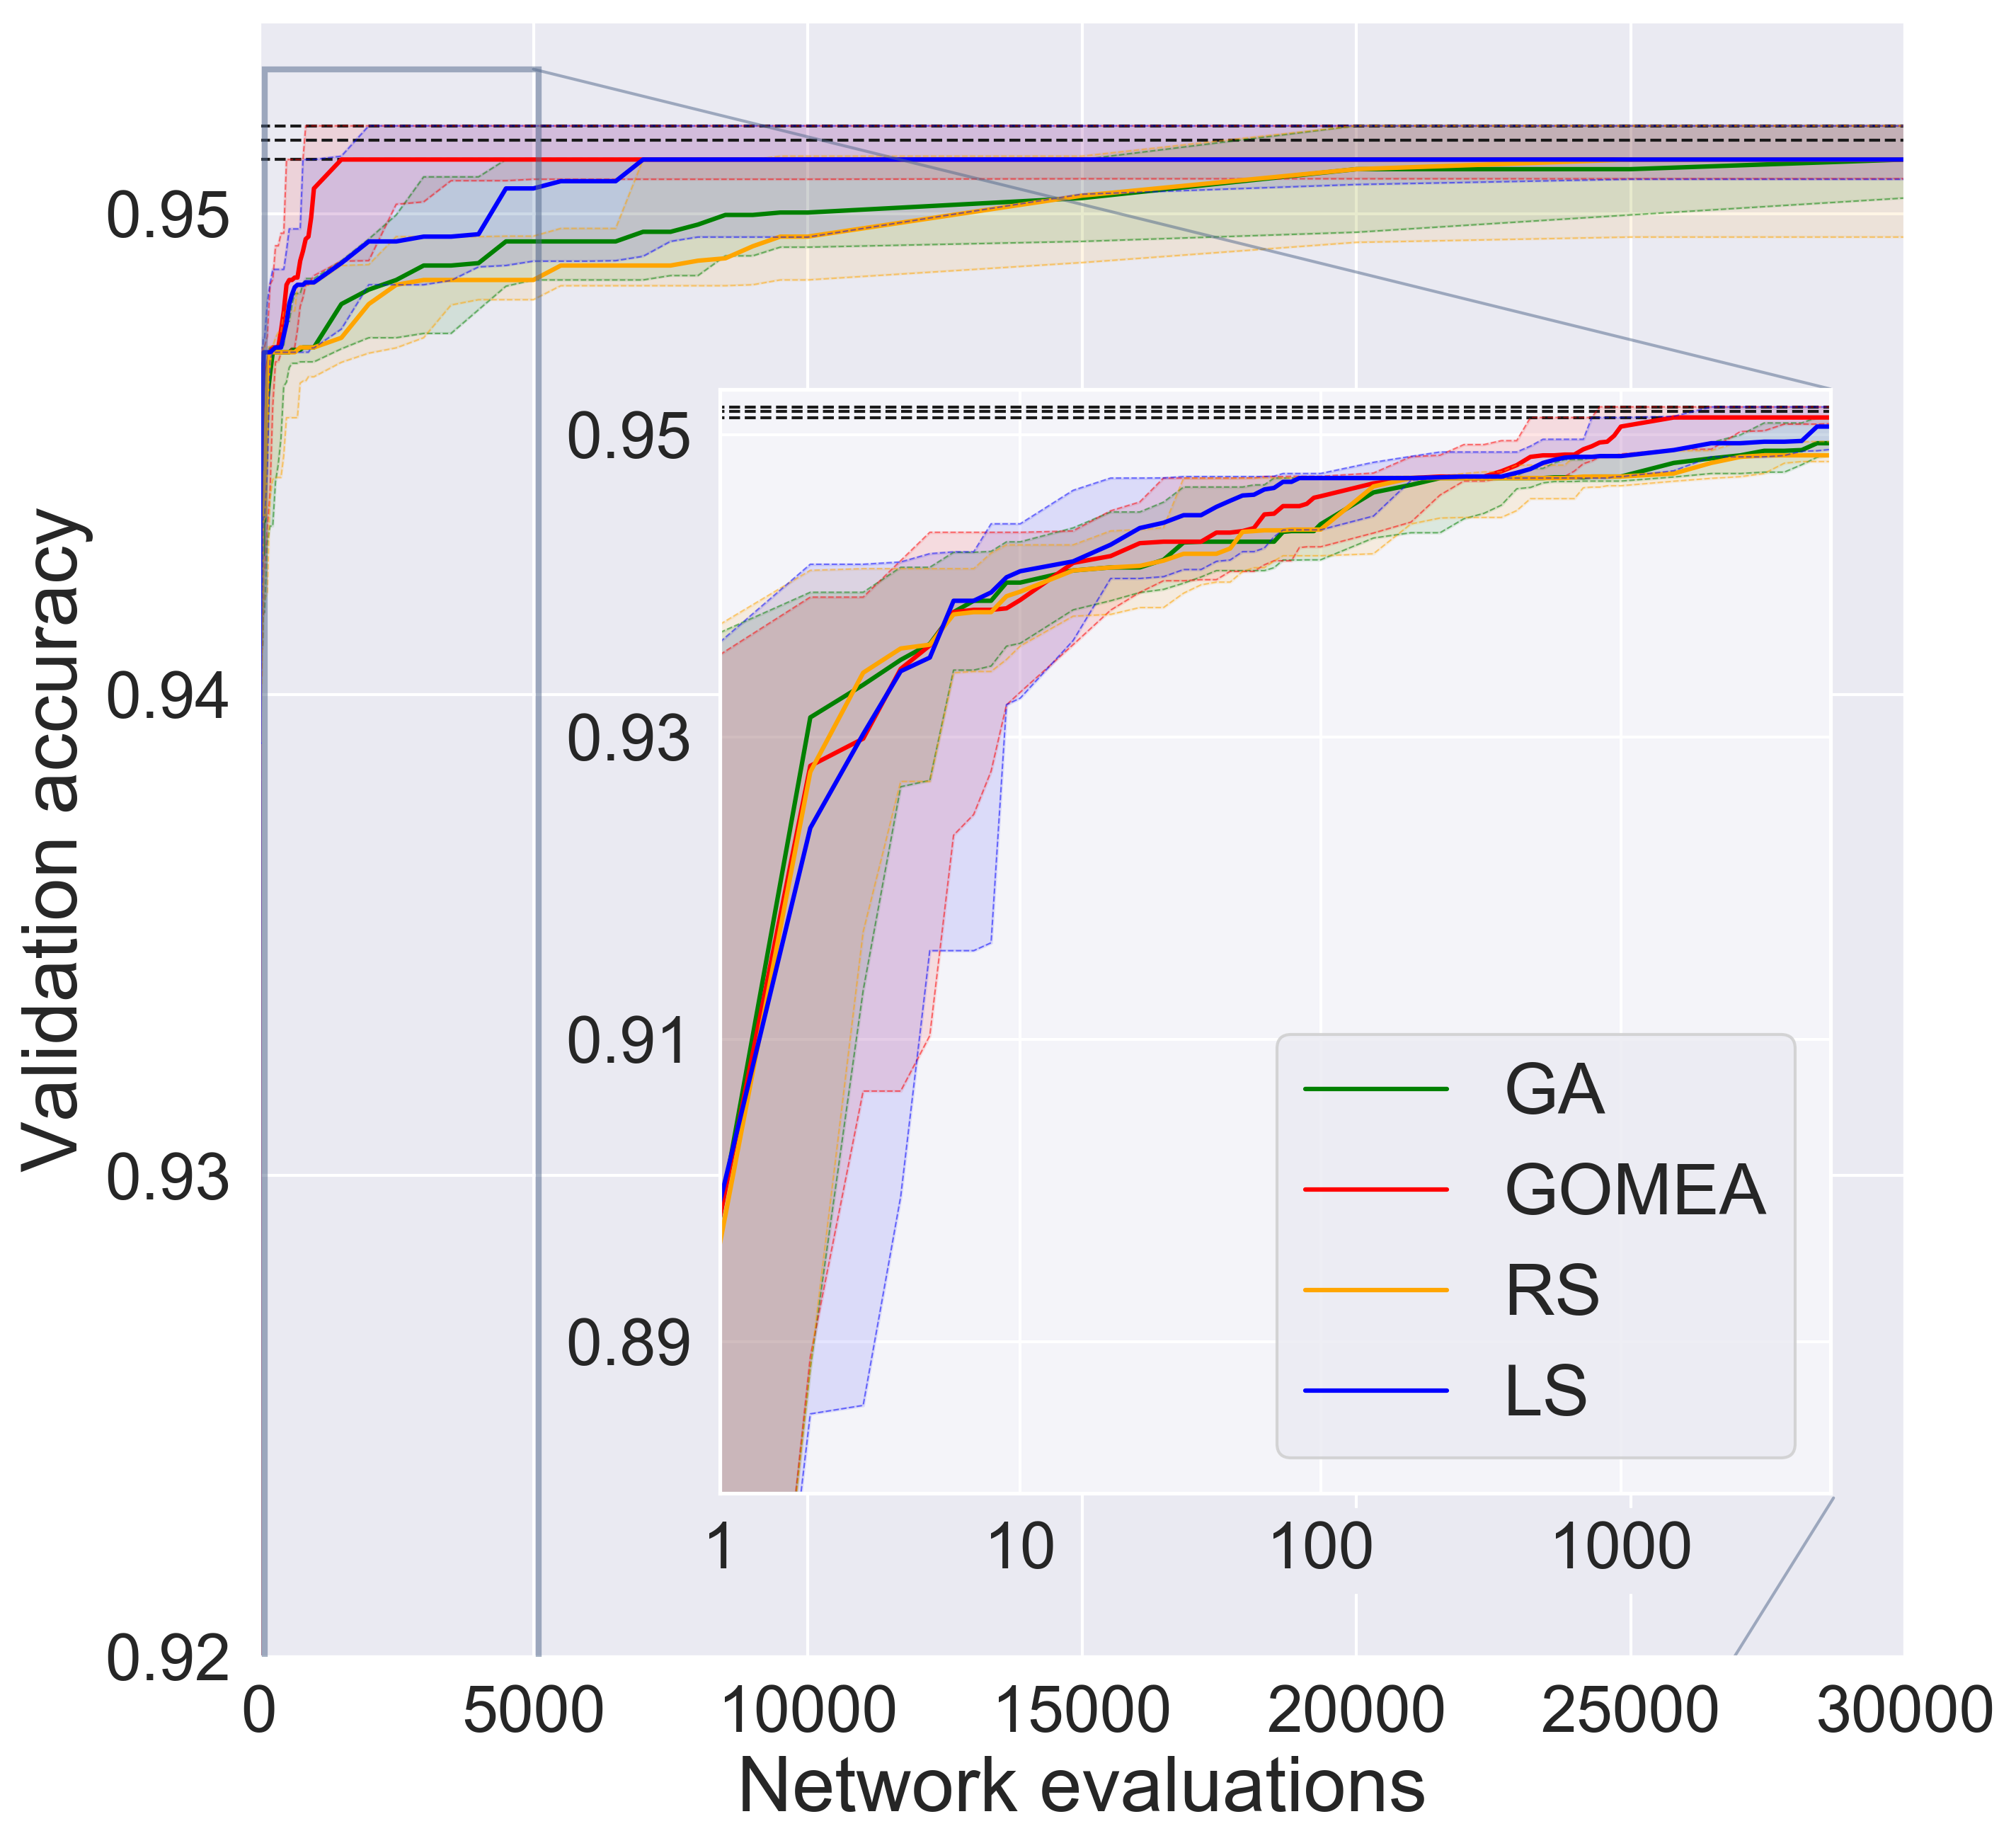 Validation accuracy
0.95
0.94
0.93
0.92
0.95
0.93
0.91
0.89
GA
GOMEA
RS
LS
1 10 100 1000
0 5000 10000 15000 20000 25000 30000
Network evaluations